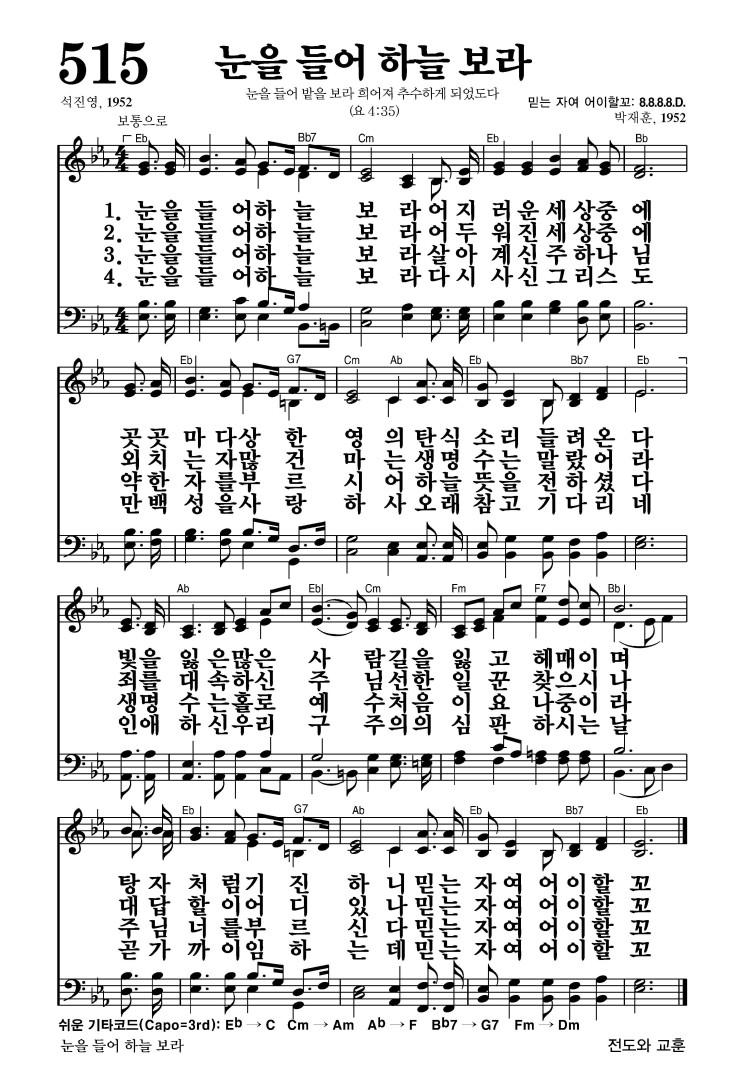 515 눈을 들어 하늘 보라
석진영, 1952
눈을 들어 밭을 보라 희어져 추수하게 되었도다
(요 4:35)
믿는 자여 어이할꼬: 8.8.8.8.D.
박재훈, 1952
보통으로
Eb Bb7 Cm Eb Bb
1. 눈을 들 어하 늘 보 라어 지 러운 세 상중 에
2. 눈을 들 어하 늘 보 라어 두 워진 세 상중 에
3. 눈을 들 어하 늘 보 라살 아 계신 주 하나 님
4. 눈을 들 어하 늘 보 라다 시 사신 그 리스 도
Eb G7 Cm Ab Eb Bb7 Eb
곳곳 마 다상 한 영 의 탄식 소 리 들 려 온 다
외치 는 자많 건 마 는 생명 수 는 말 랐 어 라
약한 자 를부 르 시 어 하늘 뜻 을 전 하 셨 다
만백 성 을사 랑 하 사 오래 참 고 기 다 리 네
Ab Eb Cm Fm F7 Bb
빛을 잃 은많은 사 람길을 잃 고 헤매이 며
죄를 대 속하신 주 님선한 일 꾼 찾으시 나
생명 수 는홀로 예 수처음 이 요 나중이 라
인애 하 신우리 구 주의의 심 판 하시는 날
Eb G7 Ab Eb Bb7 Eb
탕자 처 럼기 진 하 니 믿는 자 여 어 이 할 꼬
대답 할 이어 디 있 나 믿는 자 여 어 이 할 꼬
주님 너 를부 르 신 다 믿는 자 여 어 이 할 꼬
곧가 까 이임 하 는 데 믿는 자 여 어 이 할 꼬
쉬운 기타코드(Capo=3rd): Eb → C Cm → Am Ab → F Bb7 → G7 Fm → Dm
눈을 들어 하늘 보라
전도와 교훈